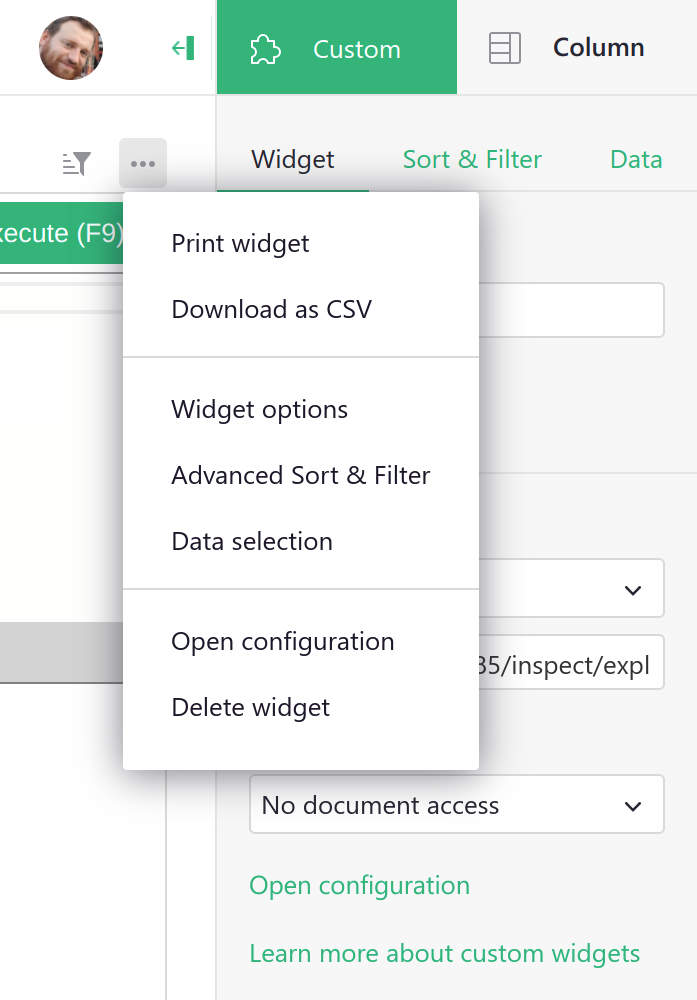 Custom
Column
Widget
Sort & Filter
Data
xecute (F9)
Print widget
Download as CSV
Widget options
Advanced Sort & Filter
Data selection
Open configuration
35/inspect/expl
Delete widget
No document access
Open configuration
Learn more about custom widgets